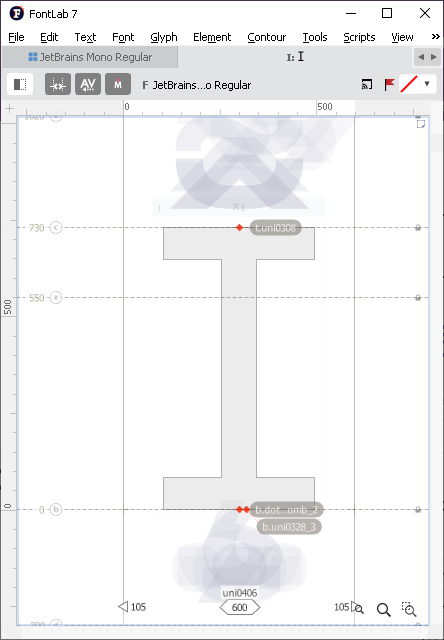 FontLab 7
File Edit Text Font Glyph Element Contour Tools Scripts View »
JetBrains Mono Regular I: I
F JetBrains...o Regular
0 500
1020
730 c t.uni0308
550 x
500
0
0 b b.dot...omb_2
b.uni0328_3
uni0406
105 600 105